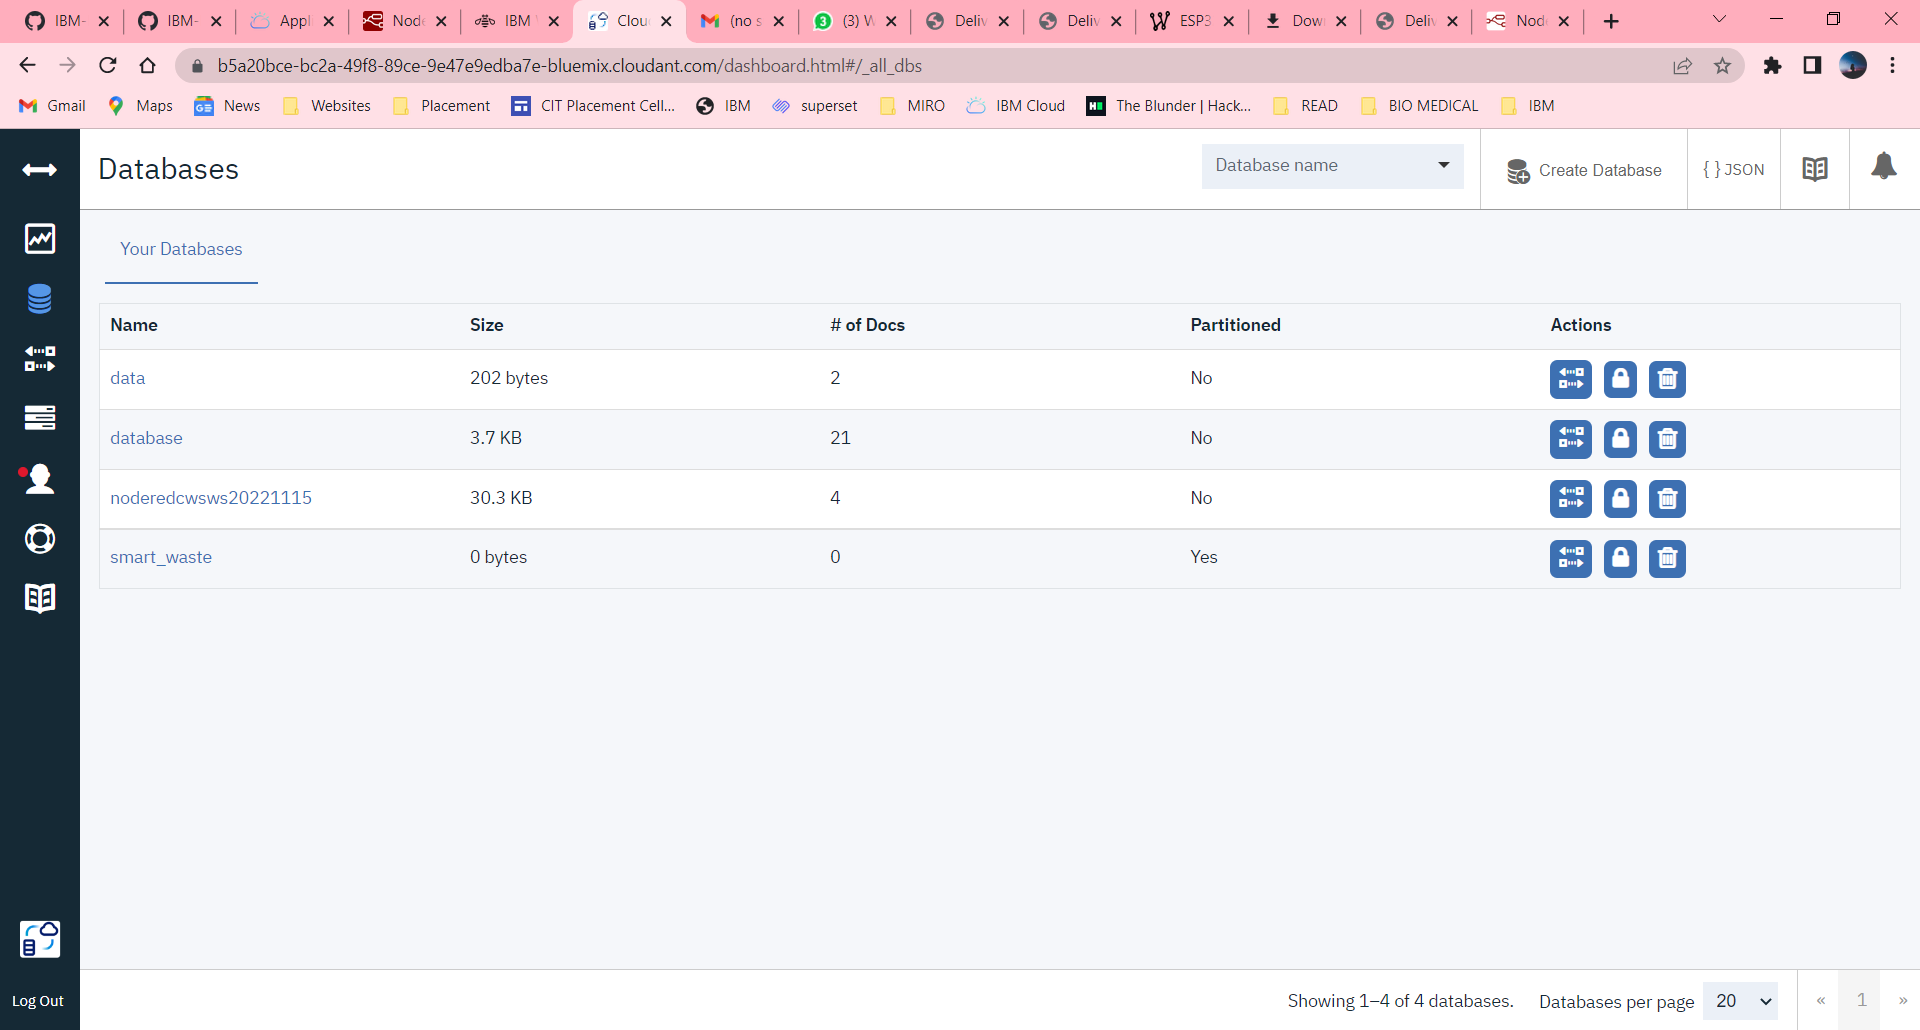 IBM-
IBM-
Appli
Node
IBM
Cloud
(no s
(3) W
Deliv
Deliv
ESP3
Dow
Deliv
Node
b5a20bce-bc2a-49f8-89ce-9e47e9edba7e-bluemix.cloudant.com/dashboard.html#/_all_dbs
Gmail Maps News Websites Placement CIT Placement Cell... IBM superset MIRO IBM Cloud The Blunder | Hack... READ BIO MEDICAL IBM
Databases
Database name
Create Database
{ } JSON
Your Databases
Name Size # of Docs Partitioned Actions
data 202 bytes 2 No
database 3.7 KB 21 No
noderedcwsws20221115 30.3 KB 4 No
smart_waste 0 bytes 0 Yes
Log Out
Showing 1–4 of 4 databases. Databases per page 20 « 1 »